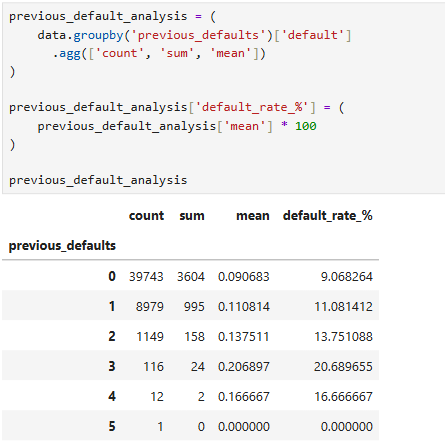 previous_default_analysis = (
    data.groupby('previous_defaults')['default']
      .agg(['count', 'sum', 'mean'])
)

previous_default_analysis['default_rate_%'] = (
    previous_default_analysis['mean'] * 100
)

previous_default_analysis
count sum mean default_rate_%
previous_defaults
0 39743 3604 0.090683 9.068264
1 8979 995 0.110814 11.081412
2 1149 158 0.137511 13.751088
3 116 24 0.206897 20.689655
4 12 2 0.166667 16.666667
5 1 0 0.000000 0.000000